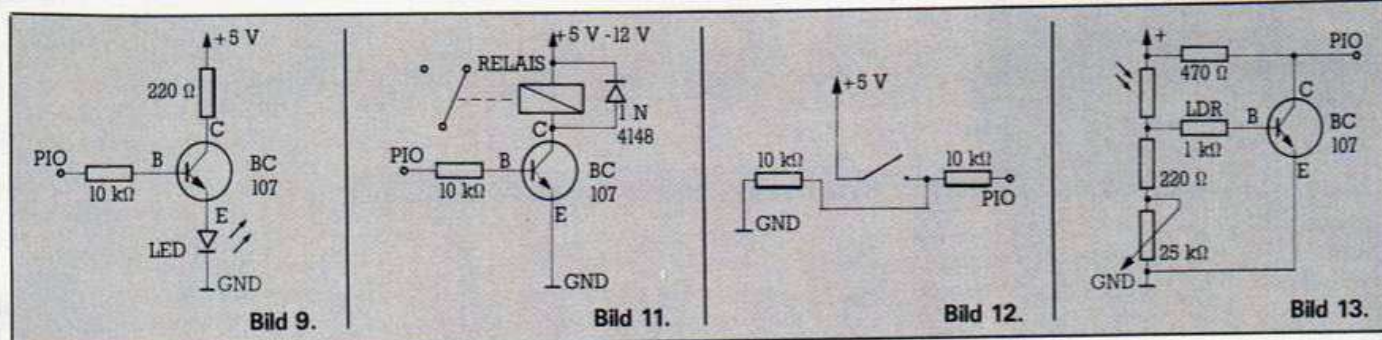 +5 V
220 Ω
C
PIO
B
BC
107
10 kΩ
E
LED
GND
Bild 9.
+5 V -12 V
RELAIS
1 N
4148
C
PIO
B
BC
107
10 kΩ
E
GND
Bild 11.
+5 V
10 kΩ
10 kΩ
PIO
GND
Bild 12.
+
PIO
470 Ω
C
LDR
B
BC
107
1 kΩ
E
220 Ω
25 kΩ
GND
Bild 13.